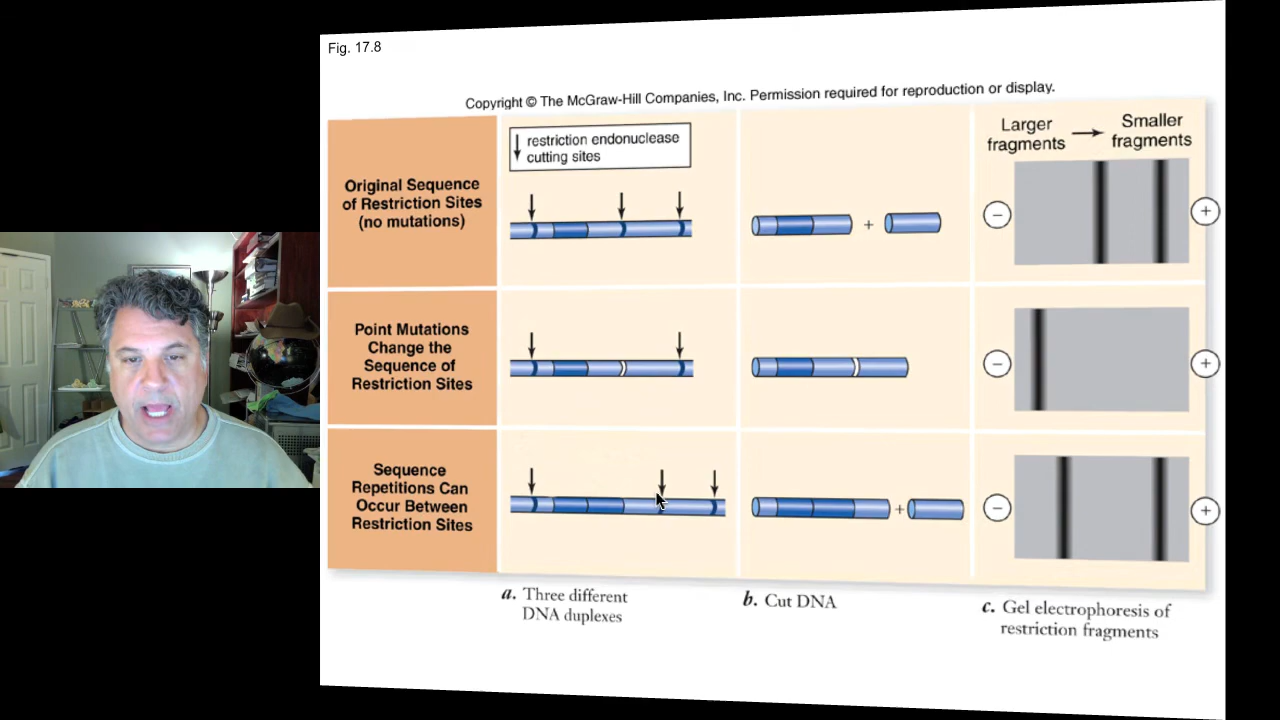 Fig. 17.8
Copyright © The McGraw-Hill Companies, Inc. Permission required for reproduction or display.
restriction endonuclease
cutting sites
Larger
fragments
Smaller
fragments
Original Sequence
of Restriction Sites
(no mutations)
+
−
+
Point Mutations
Change the
Sequence of
Restriction Sites
−
+
Sequence
Repetitions Can
Occur Between
Restriction Sites
+
−
+
a. Three different
DNA duplexes
b. Cut DNA
c. Gel electrophoresis of
restriction fragments